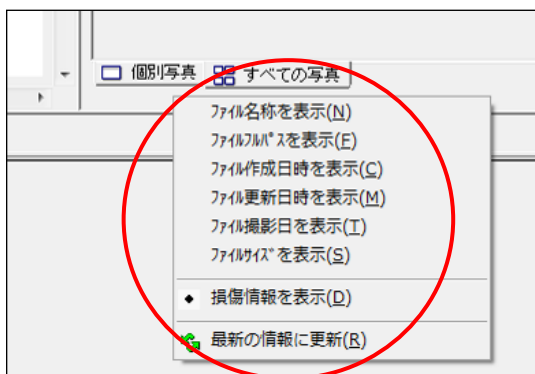 個別写真 すべての写真
ﾌｧｲﾙ名称を表示(N)
ﾌｧｲﾙﾌﾙﾊﾟｽを表示(F)
ﾌｧｲﾙ作成日時を表示(C)
ﾌｧｲﾙ更新日時を表示(M)
ﾌｧｲﾙ撮影日を表示(T)
ﾌｧｲﾙｻｲｽﾞを表示(S)
損傷情報を表示(D)
最新の情報に更新(R)